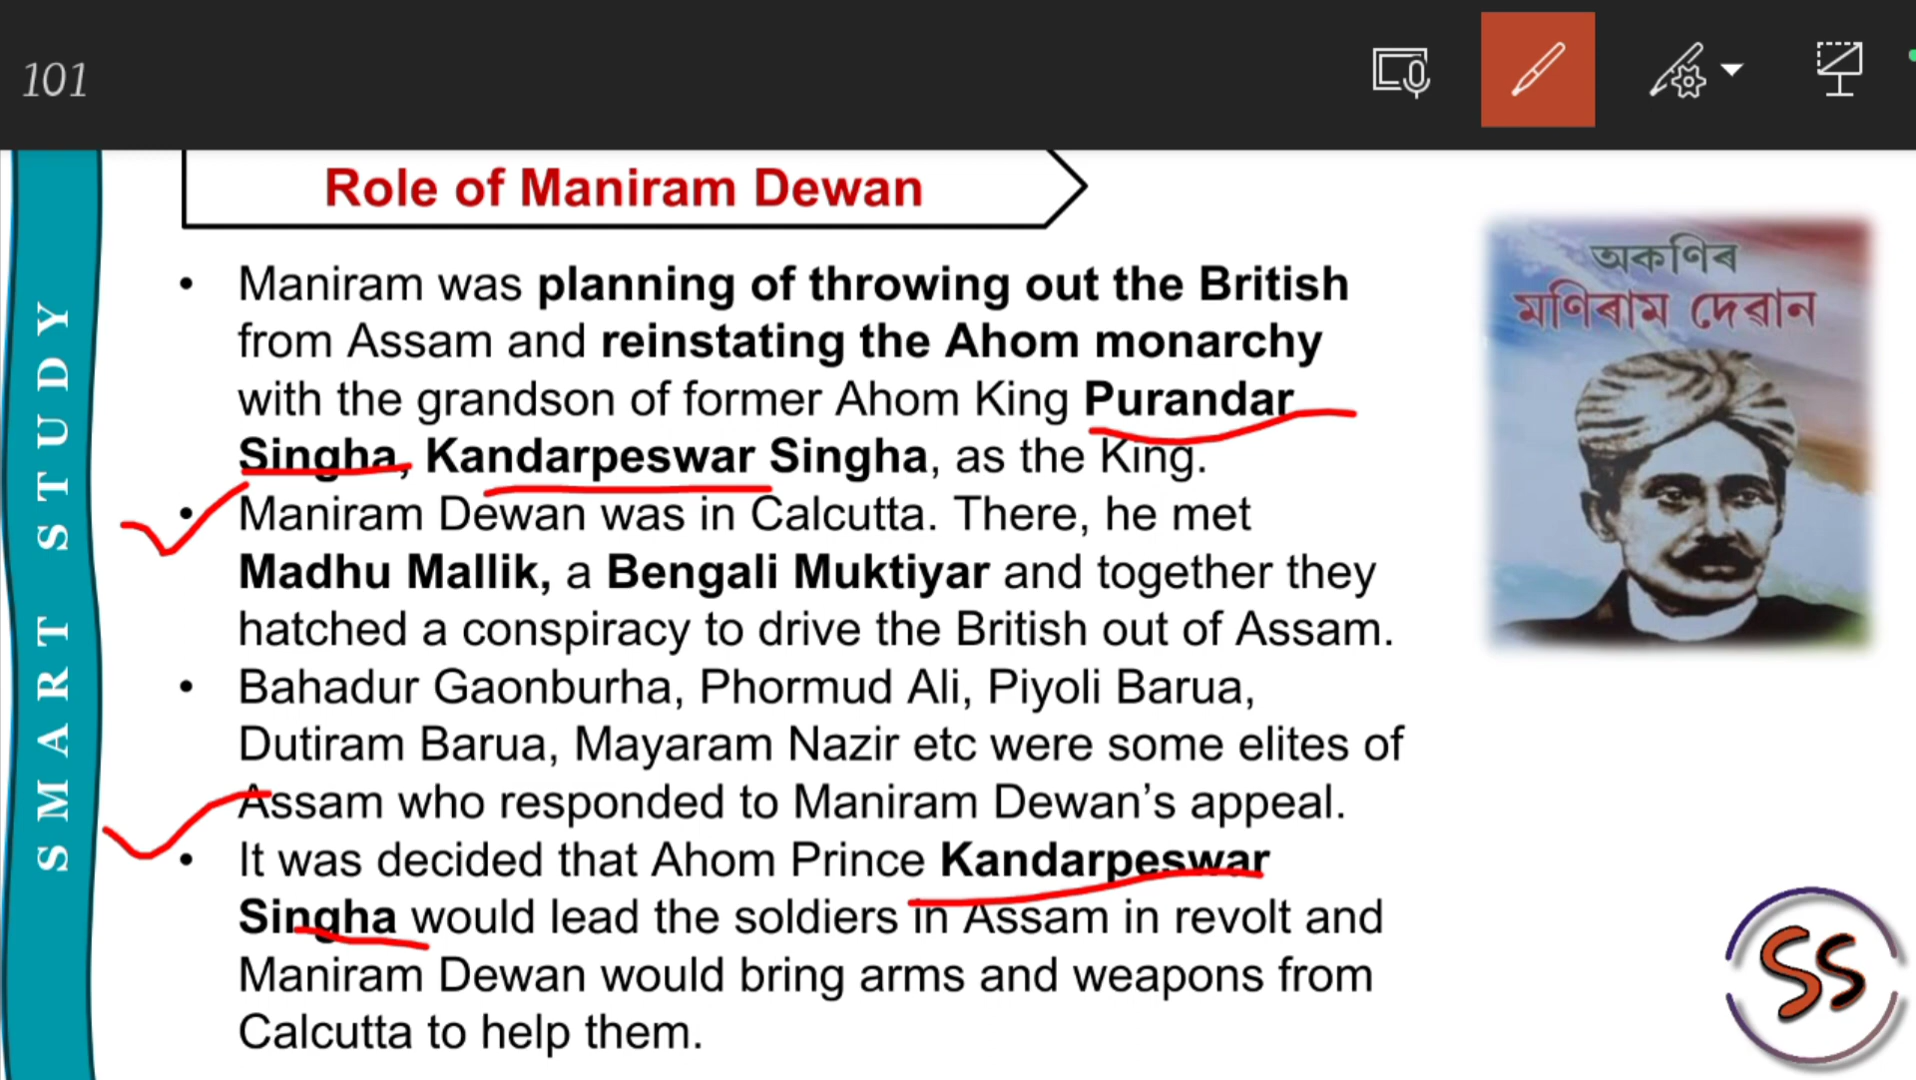 101
Role of Maniram Dewan
• Maniram was planning of throwing out the British
from Assam and reinstating the Ahom monarchy
with the grandson of former Ahom King Purandar
Singha, Kandarpeswar Singha, as the King.
• Maniram Dewan was in Calcutta. There, he met
Madhu Mallik, a Bengali Muktiyar and together they
hatched a conspiracy to drive the British out of Assam.
• Bahadur Gaonburha, Phormud Ali, Piyoli Barua,
Dutiram Barua, Mayaram Nazir etc were some elites of
Assam who responded to Maniram Dewan’s appeal.
• It was decided that Ahom Prince Kandarpeswar
Singha would lead the soldiers in Assam in revolt and
Maniram Dewan would bring arms and weapons from
Calcutta to help them.
SMART STUDY
অকণিৰ
মণিৰাম দেৱান
SS